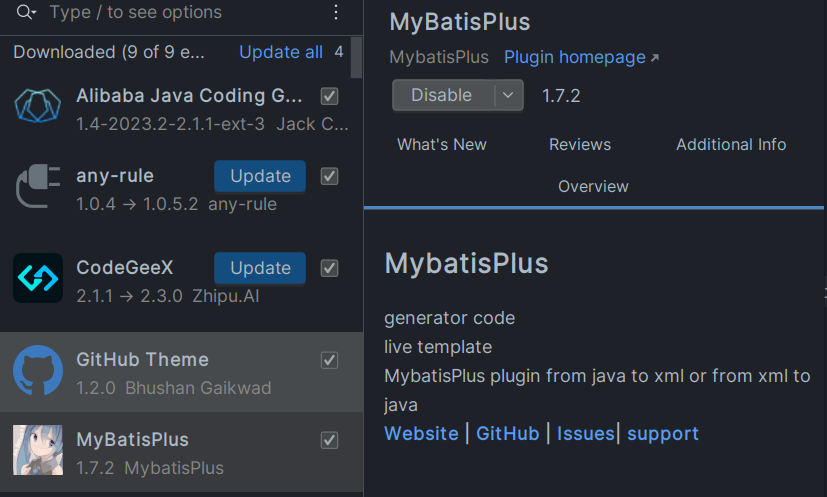 Type / to see options
Downloaded (9 of 9 e... Update all 4
Alibaba Java Coding G...
1.4-2023.2-2.1.1-ext-3 Jack C...
any-rule Update
1.0.4 → 1.0.5.2 any-rule
CodeGeeX Update
2.1.1 → 2.3.0 Zhipu.AI
GitHub Theme
1.2.0 Bhushan Gaikwad
MyBatisPlus
1.7.2 MybatisPlus
MyBatisPlus
MybatisPlus Plugin homepage ↗
Disable 1.7.2
What's New Reviews Additional Info
Overview
MybatisPlus
generator code
live template
MybatisPlus plugin from java to xml or from xml to
java
Website | GitHub | Issues| support